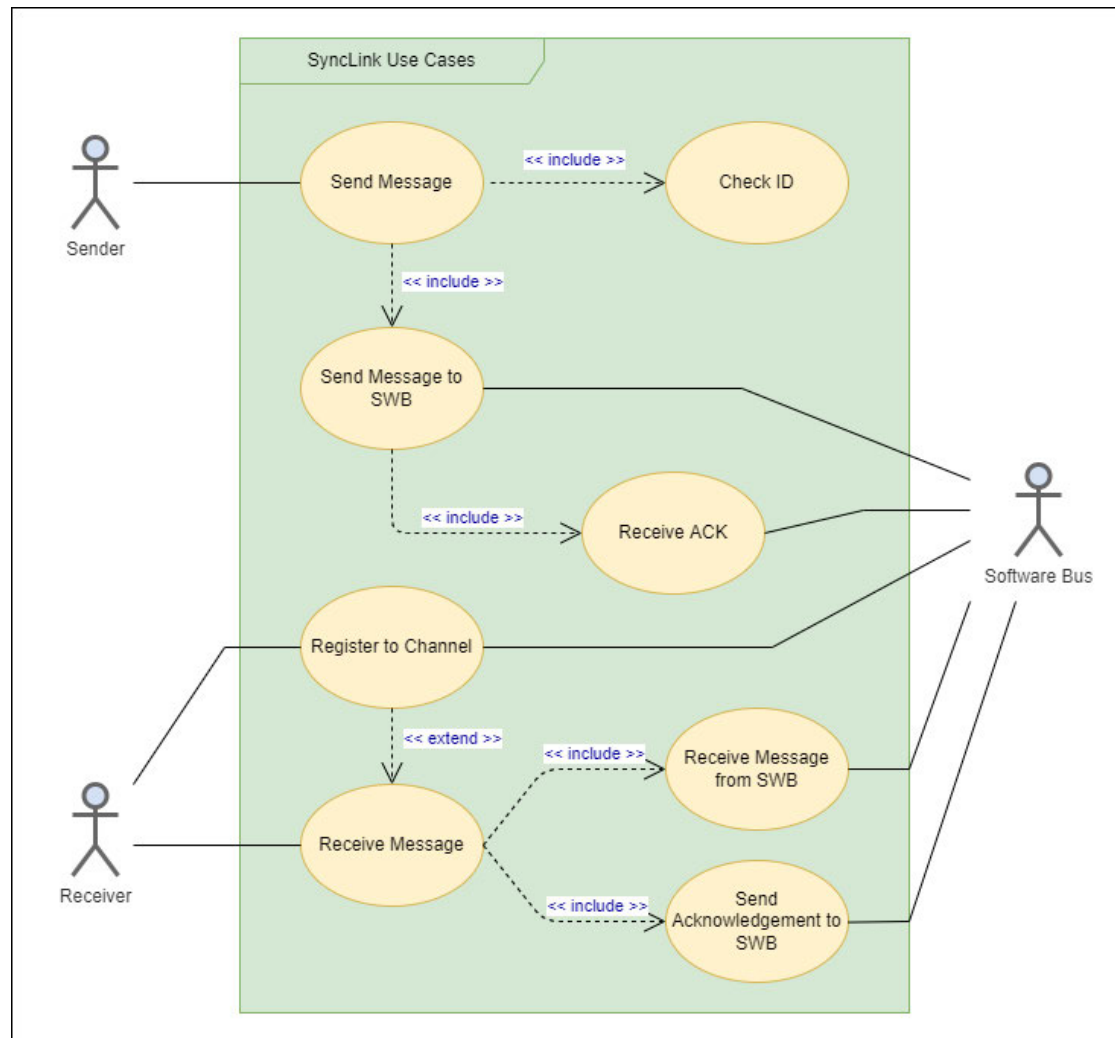 SyncLink Use Cases
Sender
Send Message
<< include >>
Check ID
<< include >>
Send Message to
SWB
<< include >>
Receive ACK
Software Bus
Register to Channel
<< extend >>
Receiver
Receive Message
<< include >>
Receive Message
from SWB
<< include >>
Send
Acknowledgement to
SWB